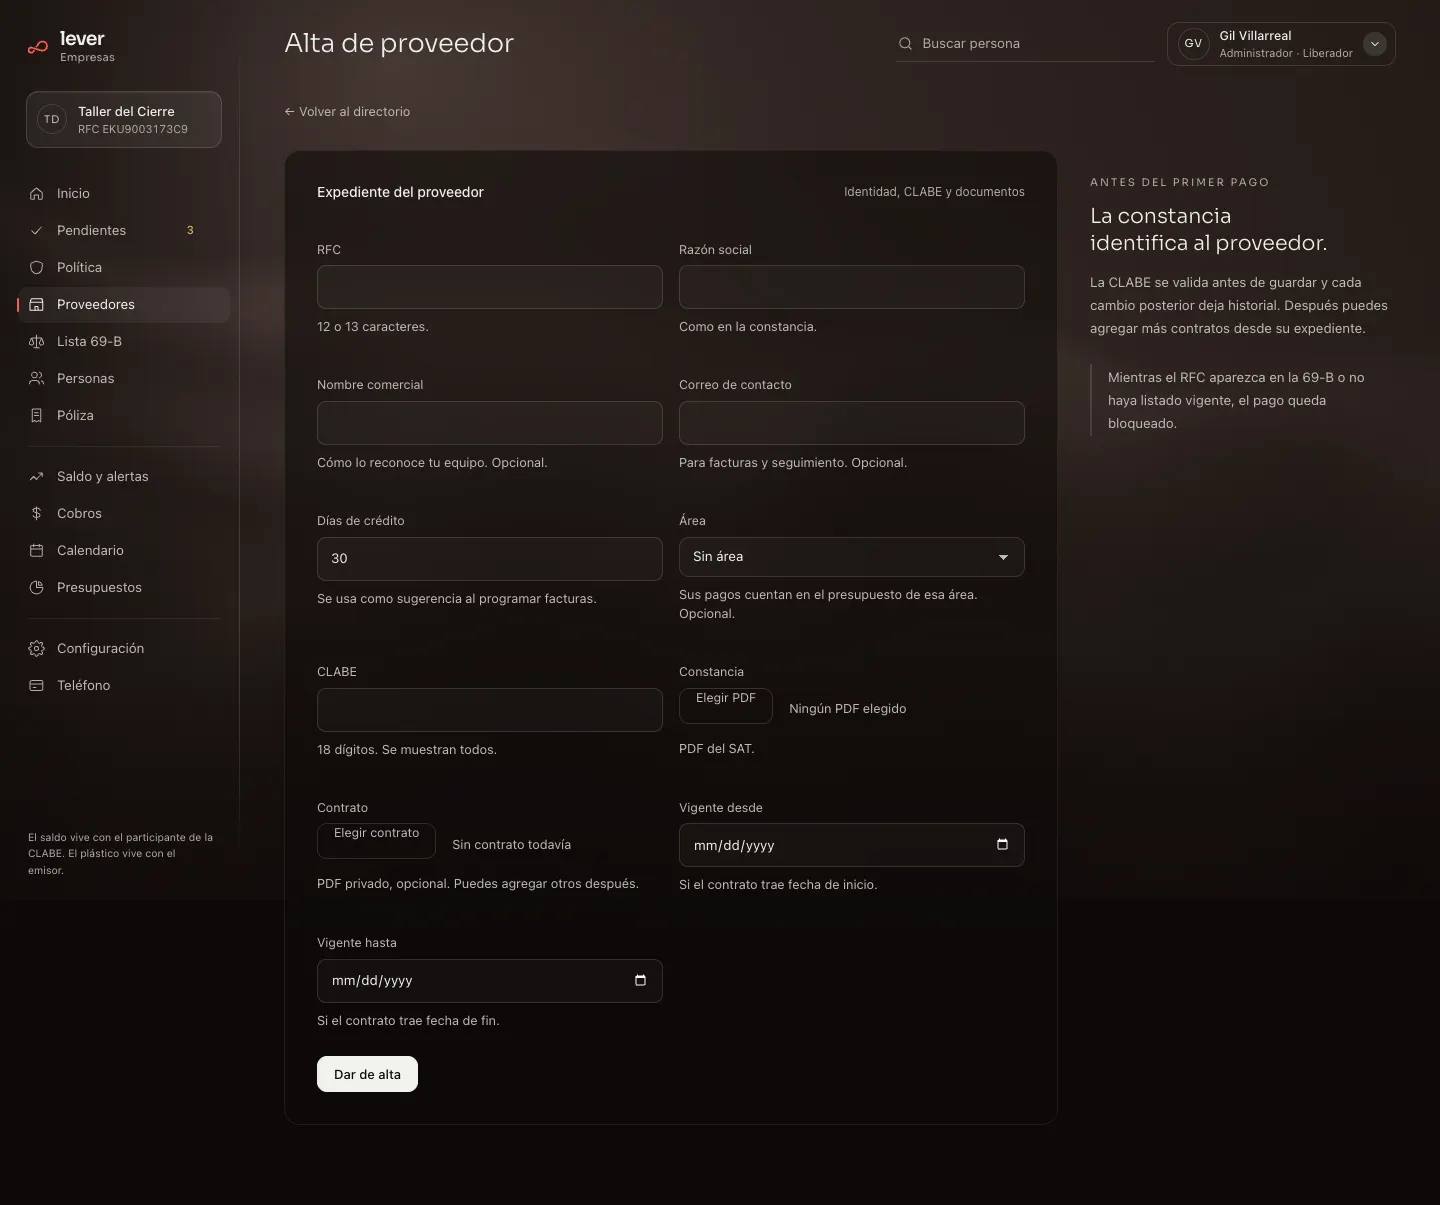 lever
Empresas
TD
Taller del Cierre
RFC EKU9003173C9
Inicio
Pendientes 3
Política
Proveedores
Lista 69-B
Personas
Póliza
Saldo y alertas
Cobros
Calendario
Presupuestos
Configuración
Teléfono
El saldo vive con el participante de la
CLABE. El plástico vive con el
emisor.
Alta de proveedor
Buscar persona
GV
Gil Villarreal
Administrador · Liberador
← Volver al directorio
Expediente del proveedor
Identidad, CLABE y documentos
RFC
12 o 13 caracteres.
Razón social
Como en la constancia.
Nombre comercial
Cómo lo reconoce tu equipo. Opcional.
Correo de contacto
Para facturas y seguimiento. Opcional.
Días de crédito
30
Se usa como sugerencia al programar facturas.
Área
Sin área
Sus pagos cuentan en el presupuesto de esa área.
Opcional.
CLABE
18 dígitos. Se muestran todos.
Constancia
Elegir PDF
Ningún PDF elegido
PDF del SAT.
Contrato
Elegir contrato
Sin contrato todavía
PDF privado, opcional. Puedes agregar otros después.
Vigente desde
mm/dd/yyyy
Si el contrato trae fecha de inicio.
Vigente hasta
mm/dd/yyyy
Si el contrato trae fecha de fin.
Dar de alta
ANTES DEL PRIMER PAGO
La constancia
identifica al proveedor.
La CLABE se valida antes de guardar y cada
cambio posterior deja historial. Después puedes
agregar más contratos desde su expediente.
Mientras el RFC aparezca en la 69-B o no
haya listado vigente, el pago queda
bloqueado.